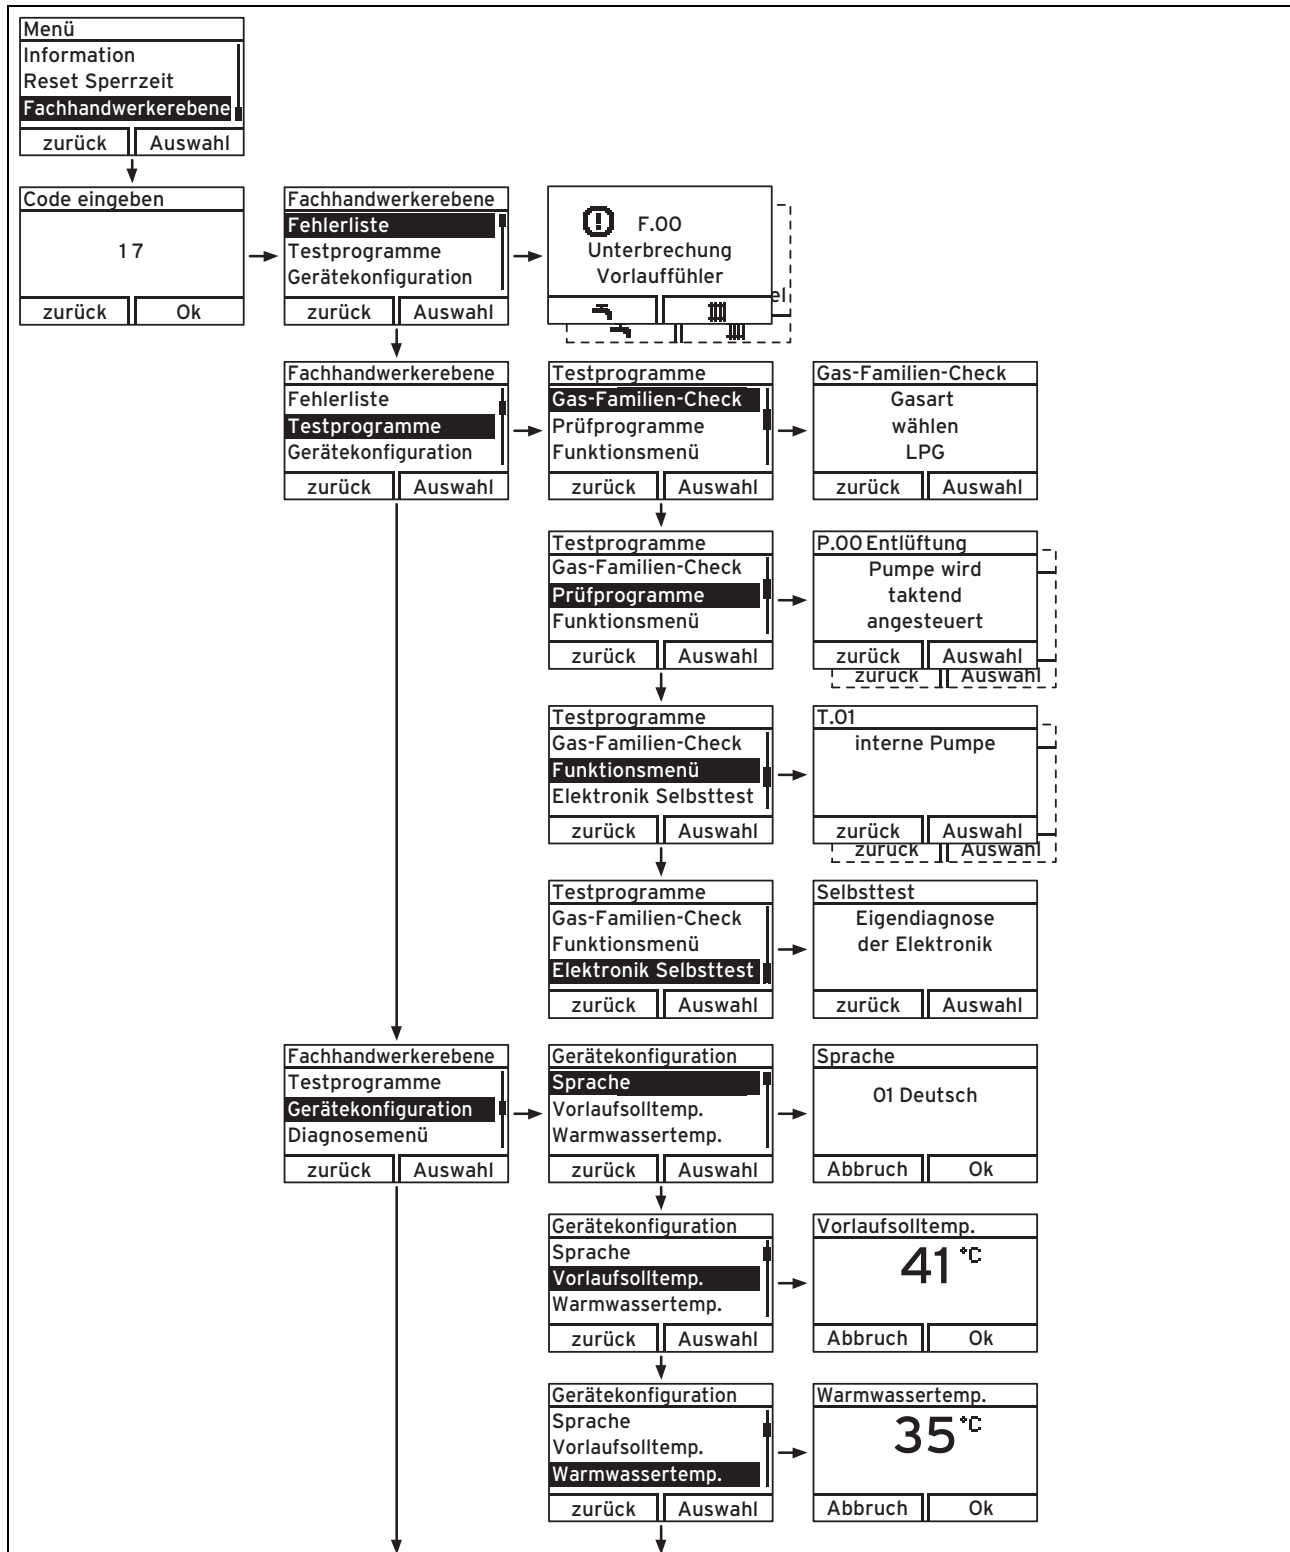 Menü
Information
Reset Sperrzeit
Fachhandwerkerebene
zurück Auswahl
Code eingeben
17
zurück Ok
Fachhandwerkerebene
Fehlerliste
Testprogramme
Gerätekonfiguration
zurück Auswahl
F.00
Unterbrechung
Vorlauffühler
el
Fachhandwerkerebene
Fehlerliste
Testprogramme
Gerätekonfiguration
zurück Auswahl
Testprogramme
Gas-Familien-Check
Prüfprogramme
Funktionsmenü
zurück Auswahl
Gas-Familien-Check
Gasart
wählen
LPG
zurück Auswahl
Testprogramme
Gas-Familien-Check
Prüfprogramme
Funktionsmenü
zurück Auswahl
P.00 Entlüftung
Pumpe wird
taktend
angesteuert
zurück Auswahl
zurück Auswahl
Testprogramme
Gas-Familien-Check
Funktionsmenü
Elektronik Selbsttest
zurück Auswahl
T.01
interne Pumpe
zurück Auswahl
zurück Auswahl
Testprogramme
Gas-Familien-Check
Funktionsmenü
Elektronik Selbsttest
zurück Auswahl
Selbsttest
Eigendiagnose
der Elektronik
zurück Auswahl
Fachhandwerkerebene
Testprogramme
Gerätekonfiguration
Diagnosemenü
zurück Auswahl
Gerätekonfiguration
Sprache
Vorlaufsolltemp.
Warmwassertemp.
zurück Auswahl
Sprache
01 Deutsch
Abbruch Ok
Gerätekonfiguration
Sprache
Vorlaufsolltemp.
Warmwassertemp.
zurück Auswahl
Vorlaufsolltemp.
41 °C
Abbruch Ok
Gerätekonfiguration
Sprache
Vorlaufsolltemp.
Warmwassertemp.
zurück Auswahl
Warmwassertemp.
35 °C
Abbruch Ok